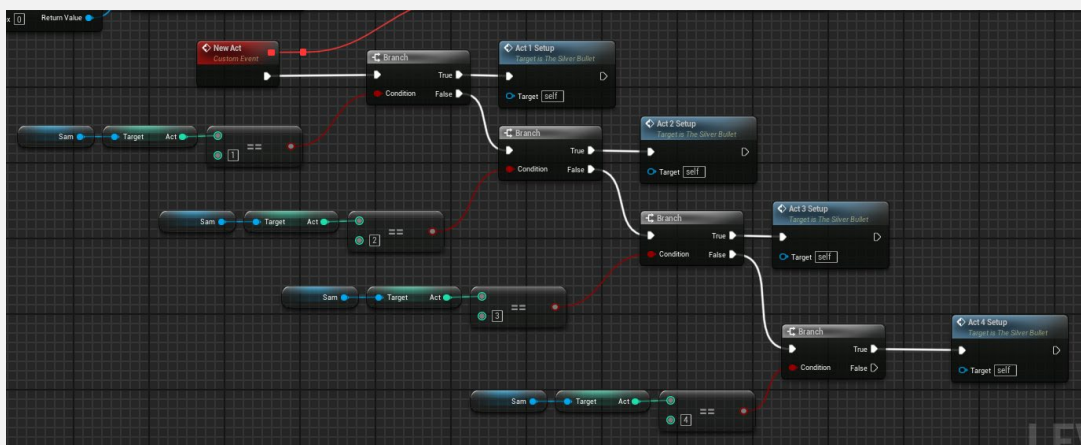 x 0 Return Value
New Act
Custom Event
Branch
True
Condition False
Act 1 Setup
Target is The Silver Bullet
Target self
Sam Target Act 1 ==
Branch
True
Condition False
Act 2 Setup
Target is The Silver Bullet
Target self
Sam Target Act 2 ==
Branch
True
Condition False
Act 3 Setup
Target is The Silver Bullet
Target self
Sam Target Act 3 ==
Branch
True
Condition False
Act 4 Setup
Target is The Silver Bullet
Target self
Sam Target Act 4 ==